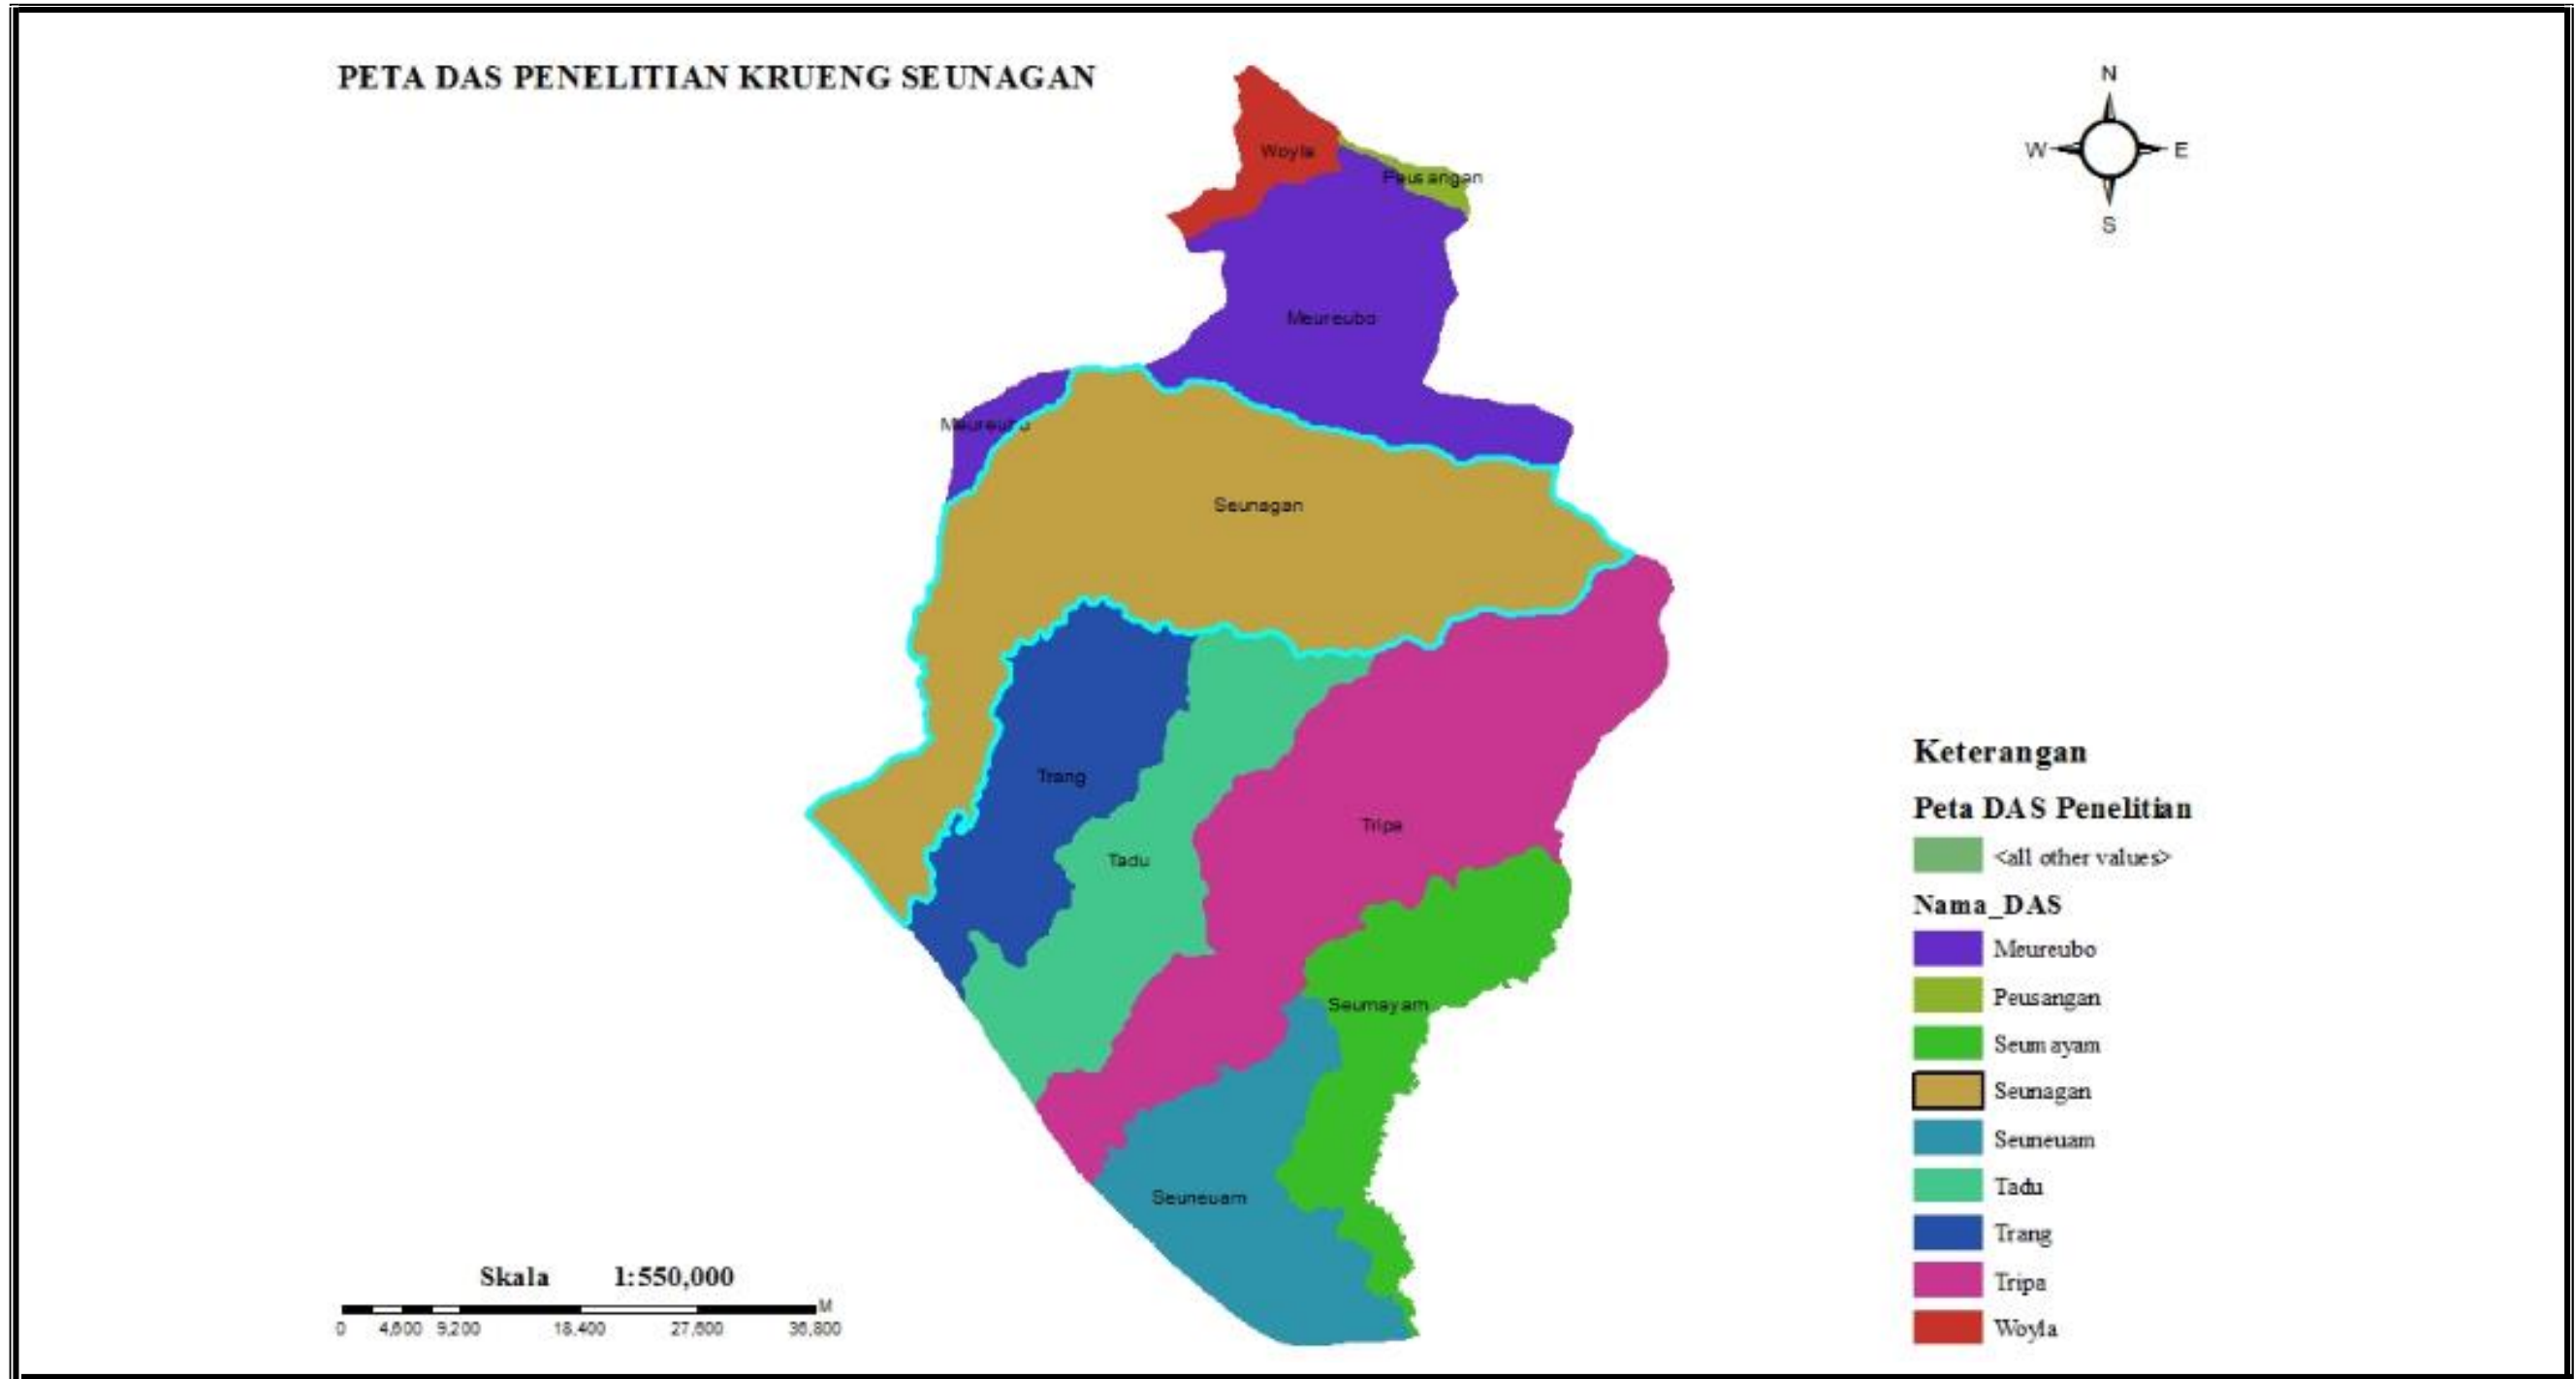 PETA DAS PENELITIAN KRUENG SEUNAGAN
N
W E
S
Woyla
Peusangan
Meureubo
Meureubo
Seunagan
Trang
Tripa
Tadu
Seumayam
Seuneuam
Keterangan
Peta DAS Penelitian
<all other values>
Nama_DAS
Meureubo
Peusangan
Seumayam
Seunagan
Seuneuam
Tadu
Trang
Tripa
Woyla
Skala 1:550,000
M
0 4,600 9,200 18,400 27,600 36,800